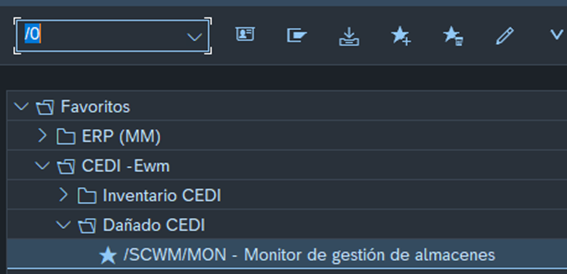 /0
Favoritos
ERP (MM)
CEDI -Ewm
Inventario CEDI
Dañado CEDI
/SCWM/MON - Monitor de gestión de almacenes